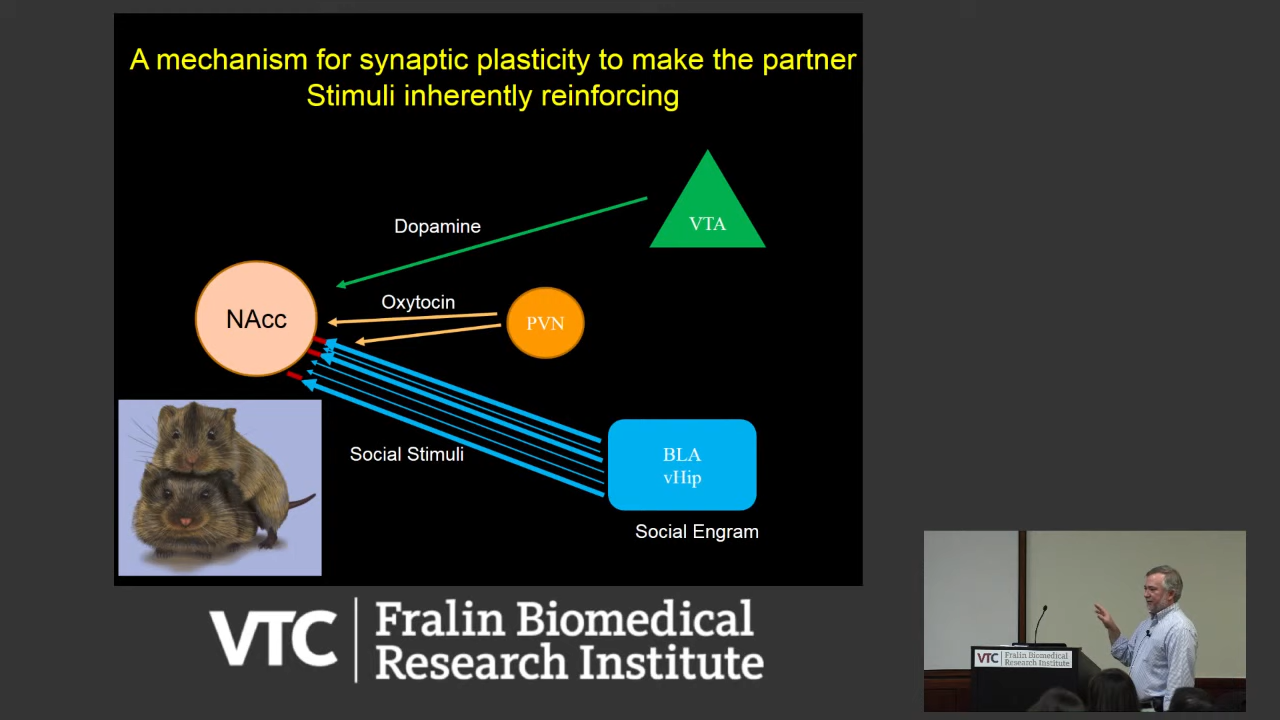 A mechanism for synaptic plasticity to make the partner
Stimuli inherently reinforcing
VTA
Dopamine
Oxytocin
NAcc
PVN
Social Stimuli
BLA
vHip
Social Engram
VTC
Fralin Biomedical
Research Institute
VTC
Fralin Biomedical
Research Institute